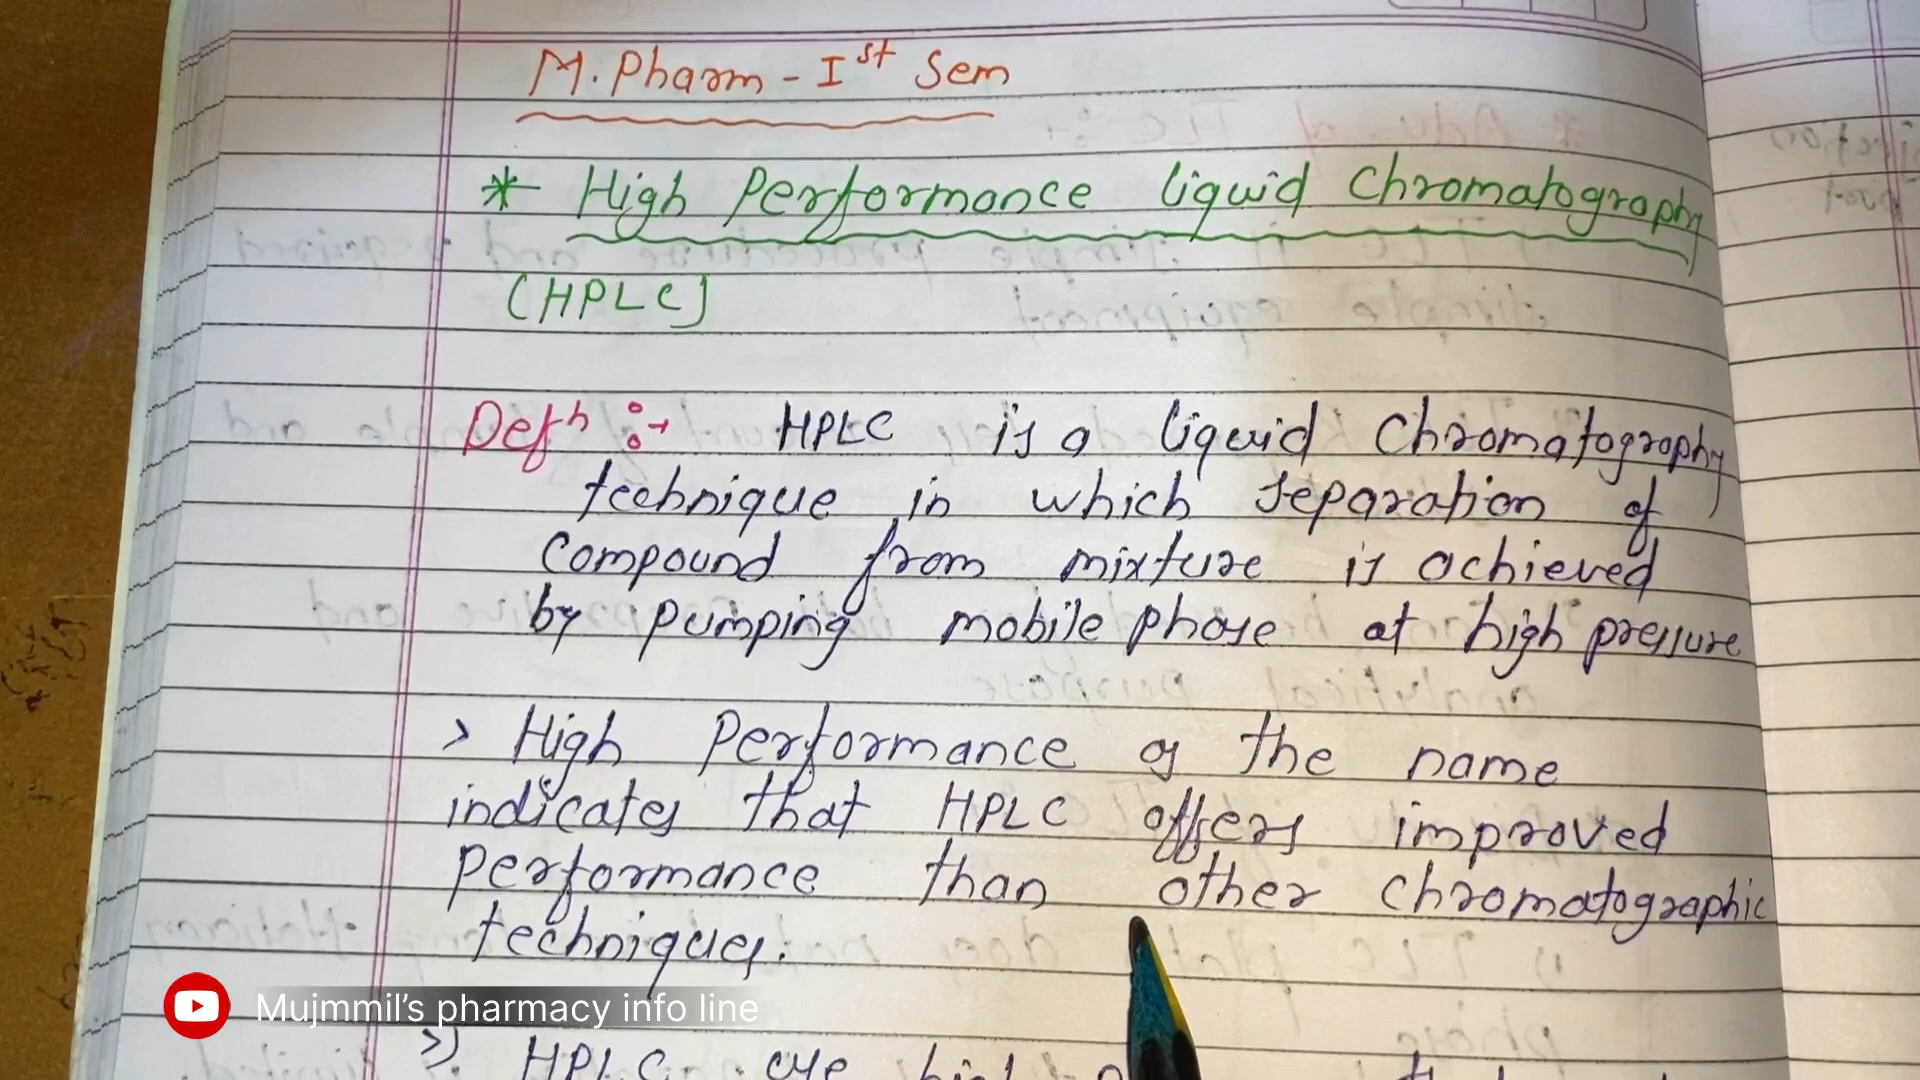 M. Pharm - Ist Sem
* High Performance liquid Chromatography
(HPLC)
Defn :- HPLC is a liquid Chromatography
technique in which separation of
Compound from mixture is achieved
by pumping mobile phase at high pressure
> High Performance of the name
indicates that HPLC offers improved
performance than other chromatographic
techniques.
Mujmmil's pharmacy info line
>) HPLC